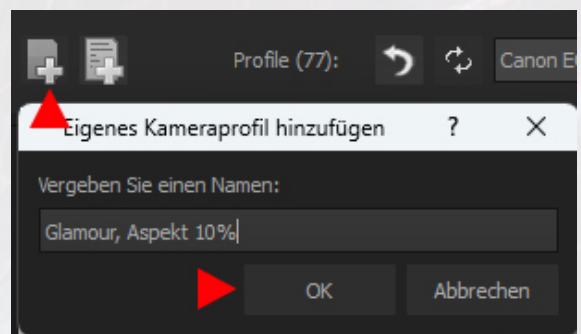 Profile (77):
Canon E
Eigenes Kameraprofil hinzufügen ?
Vergeben Sie einen Namen:
Glamour, Aspekt 10%
OK Abbrechen